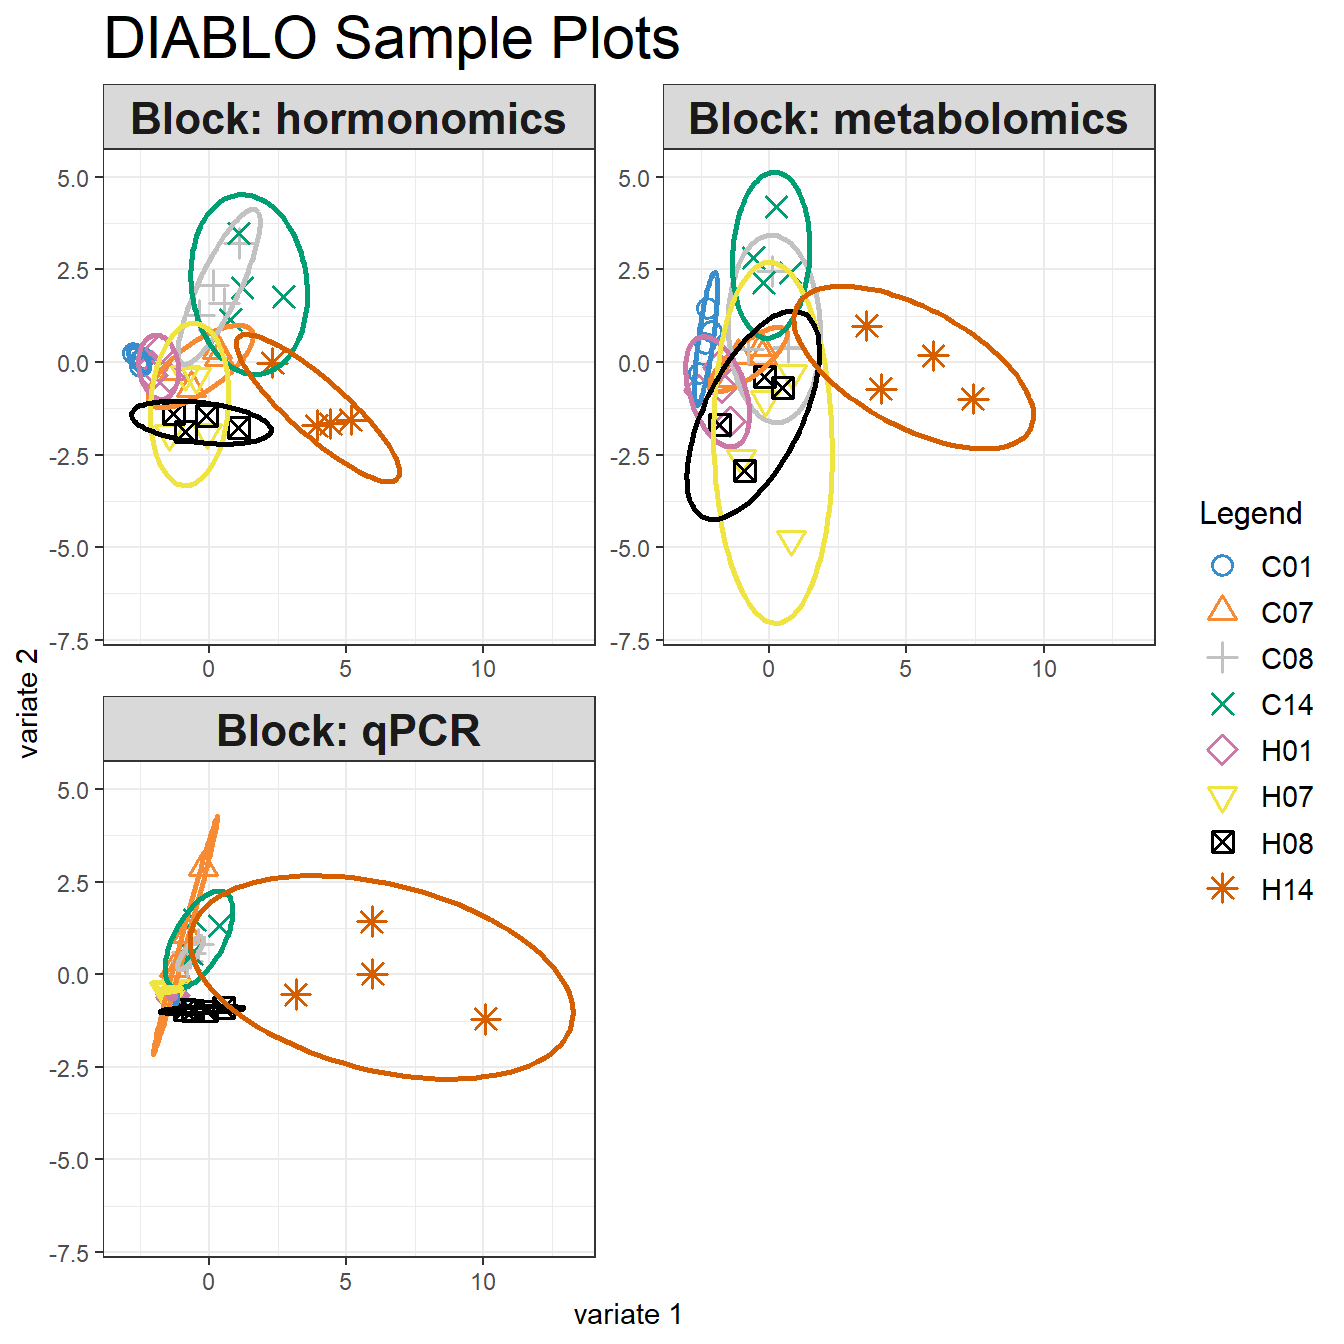 DIABLO Sample Plots
Block: hormonomics
Block: metabolomics
5.0
2.5
0.0
-2.5
-5.0
-7.5
0
5
10
5.0
2.5
0.0
-2.5
-5.0
-7.5
0
5
10
Block: qPCR
5.0
2.5
0.0
-2.5
-5.0
-7.5
0
5
10
variate 2
variate 1
Legend
C01
C07
C08
C14
H01
H07
H08
H14